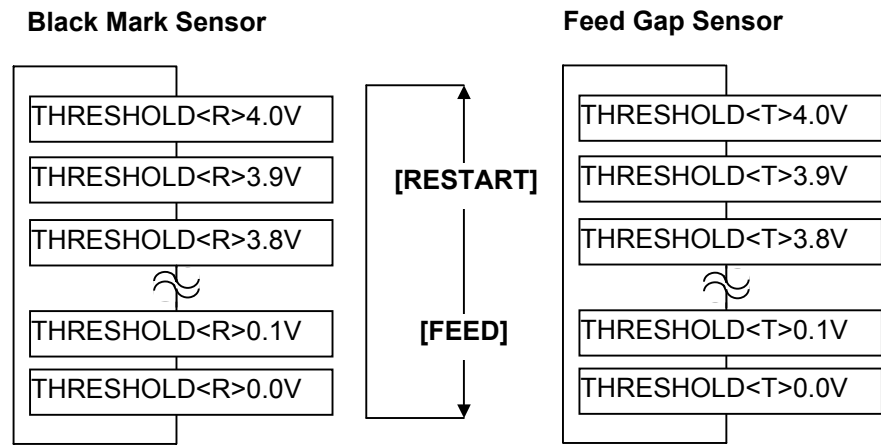 Black Mark Sensor
THRESHOLD<R>4.0V
THRESHOLD<R>3.9V
THRESHOLD<R>3.8V
THRESHOLD<R>0.1V
THRESHOLD<R>0.0V
[RESTART]
[FEED]
Feed Gap Sensor
THRESHOLD<T>4.0V
THRESHOLD<T>3.9V
THRESHOLD<T>3.8V
THRESHOLD<T>0.1V
THRESHOLD<T>0.0V